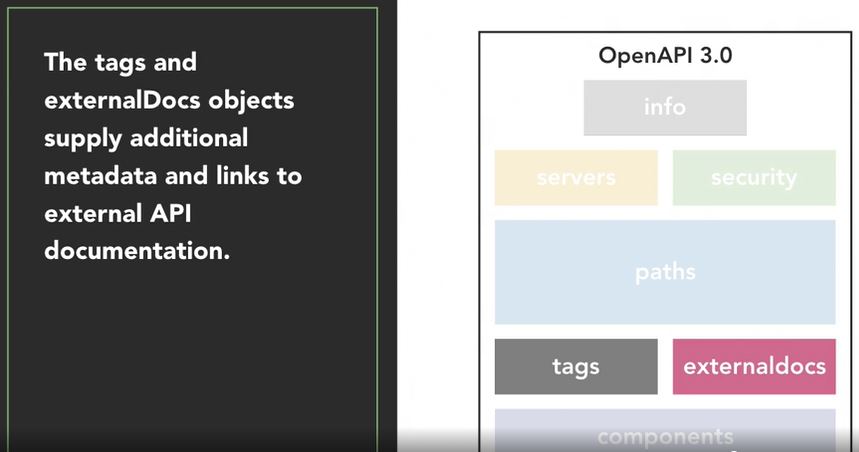 The tags and
externalDocs objects
supply additional
metadata and links to
external API
documentation.
OpenAPI 3.0
info
servers
security
paths
tags
externaldocs
components